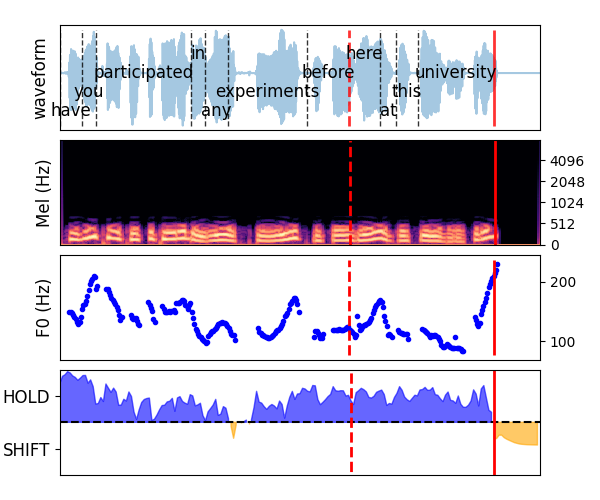 waveform
have you participated in any experiments before here at this university
Mel (Hz)
4096
2048
1024
512
0
F0 (Hz)
200
100
HOLD
SHIFT